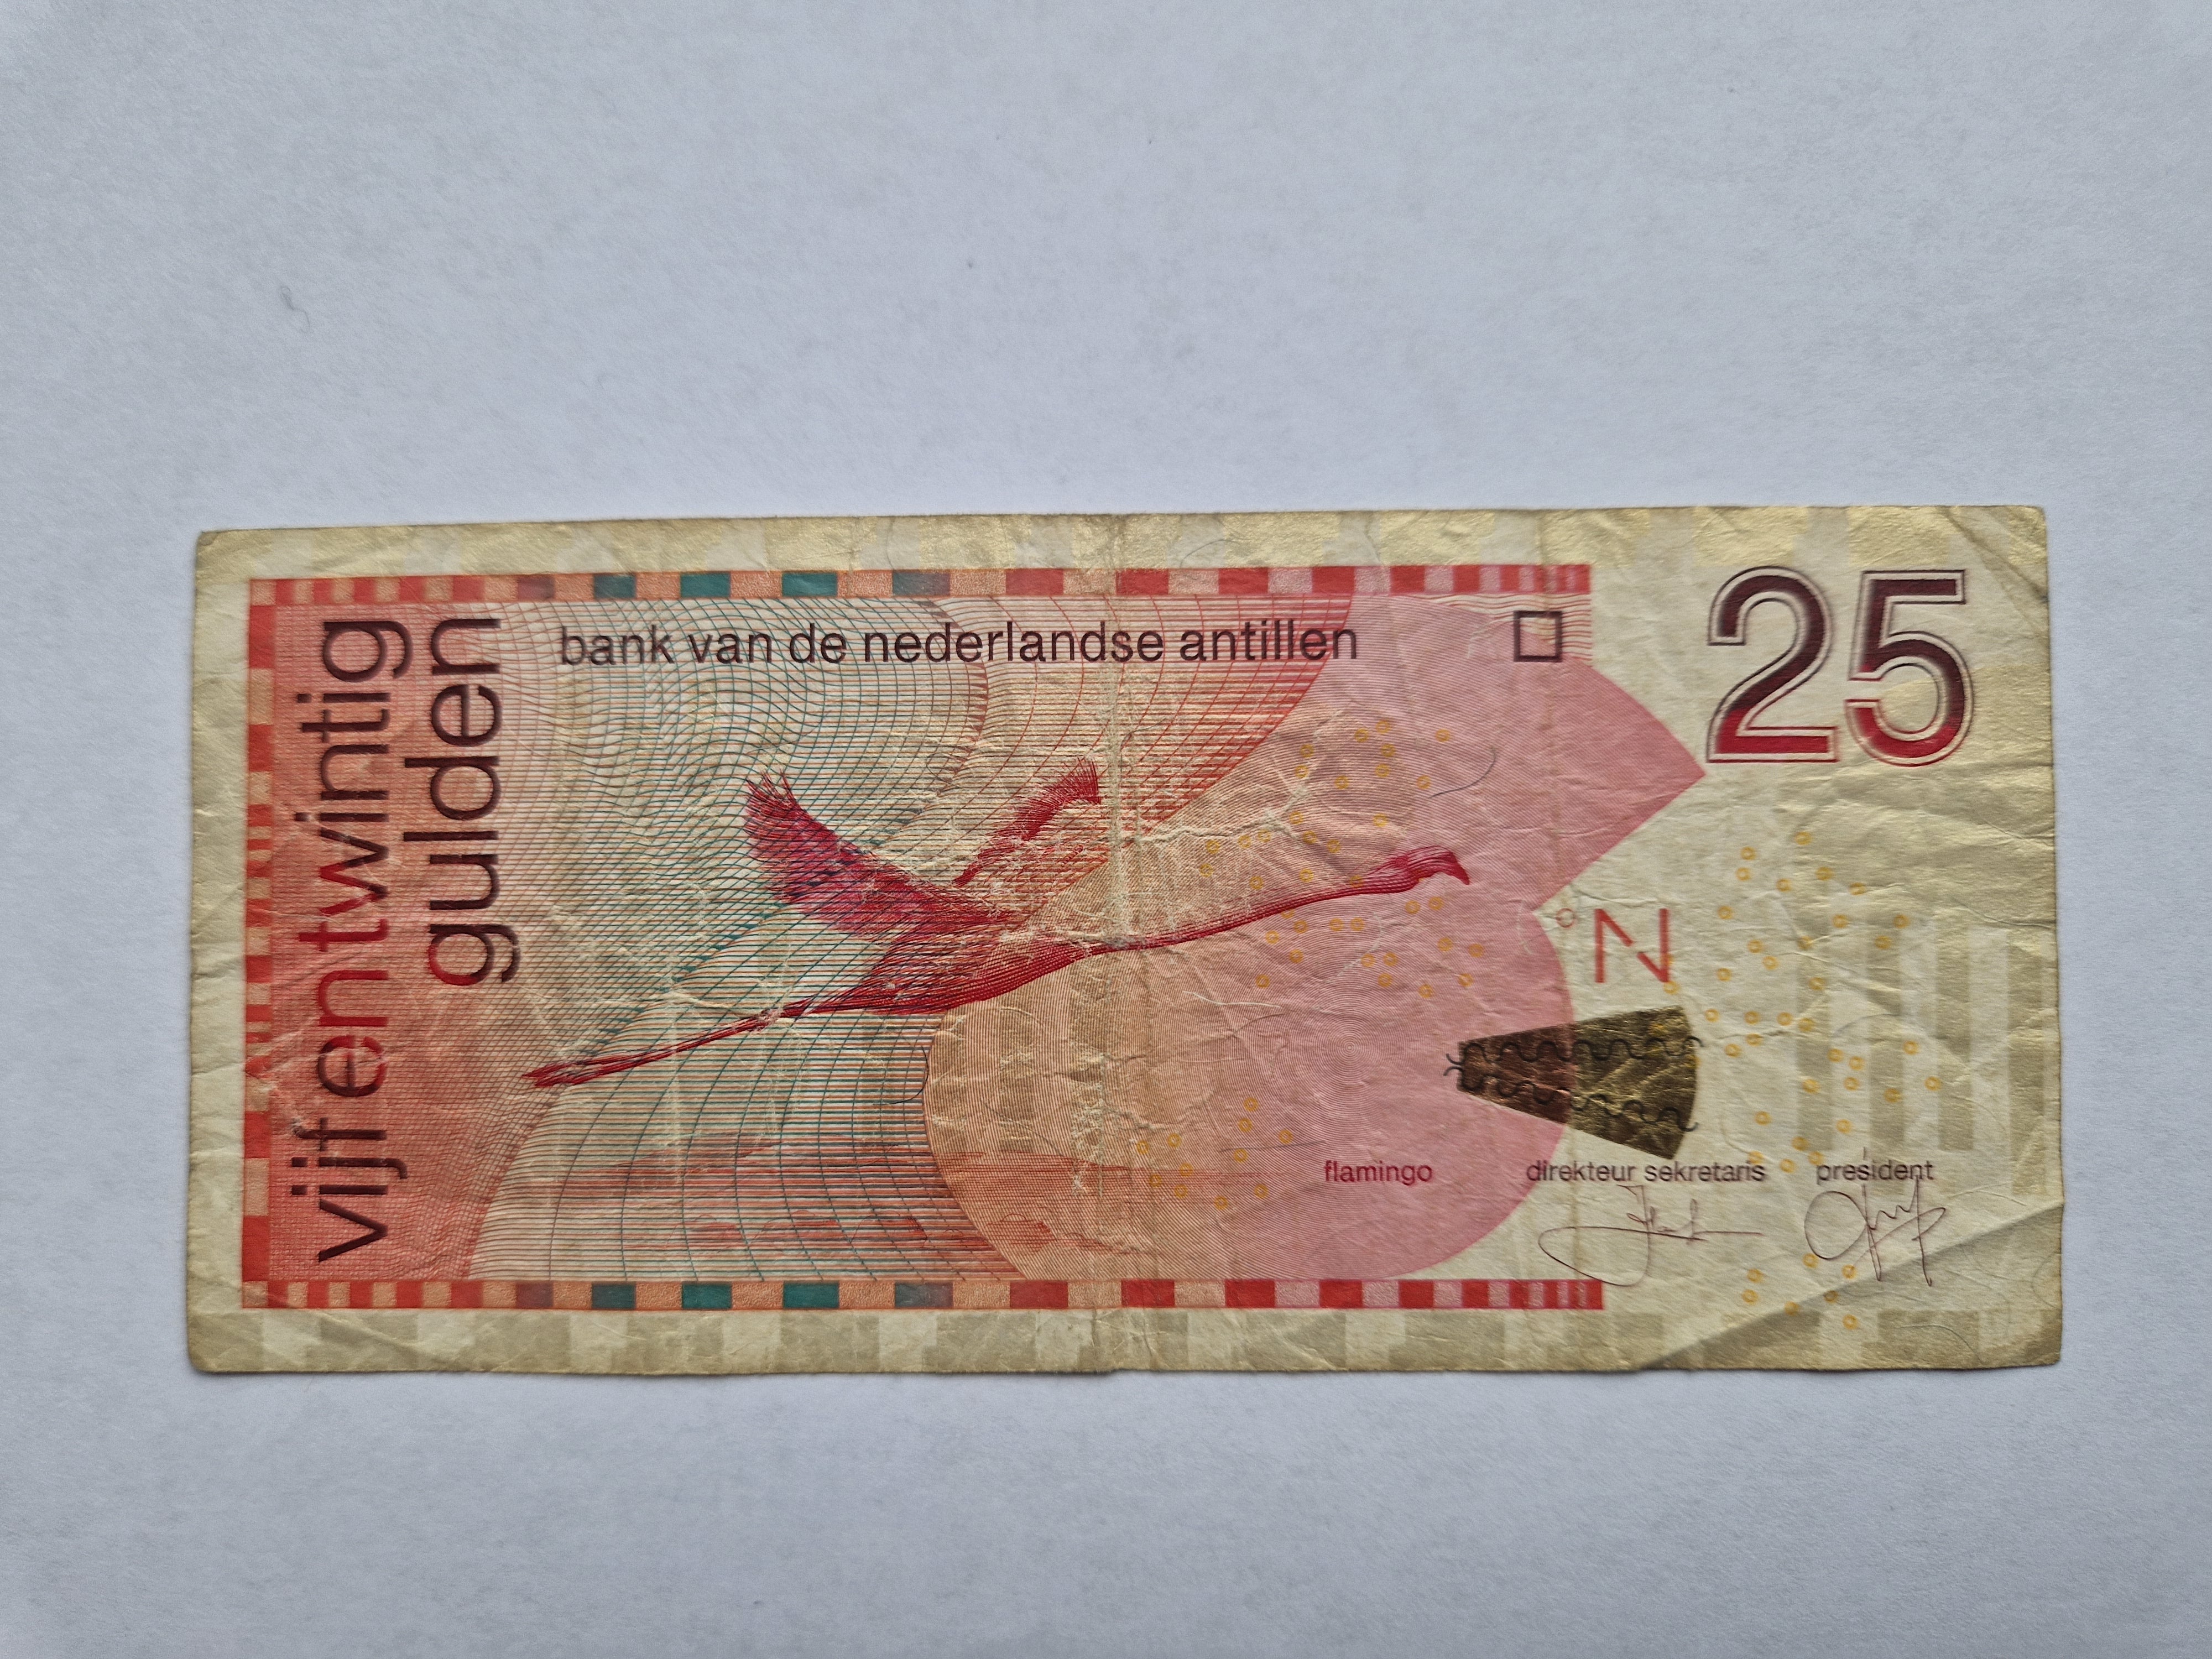 vijfentwintig
gulden
bank van de nederlandse antillen
25
N
flamingo
direkteur sekretaris
president